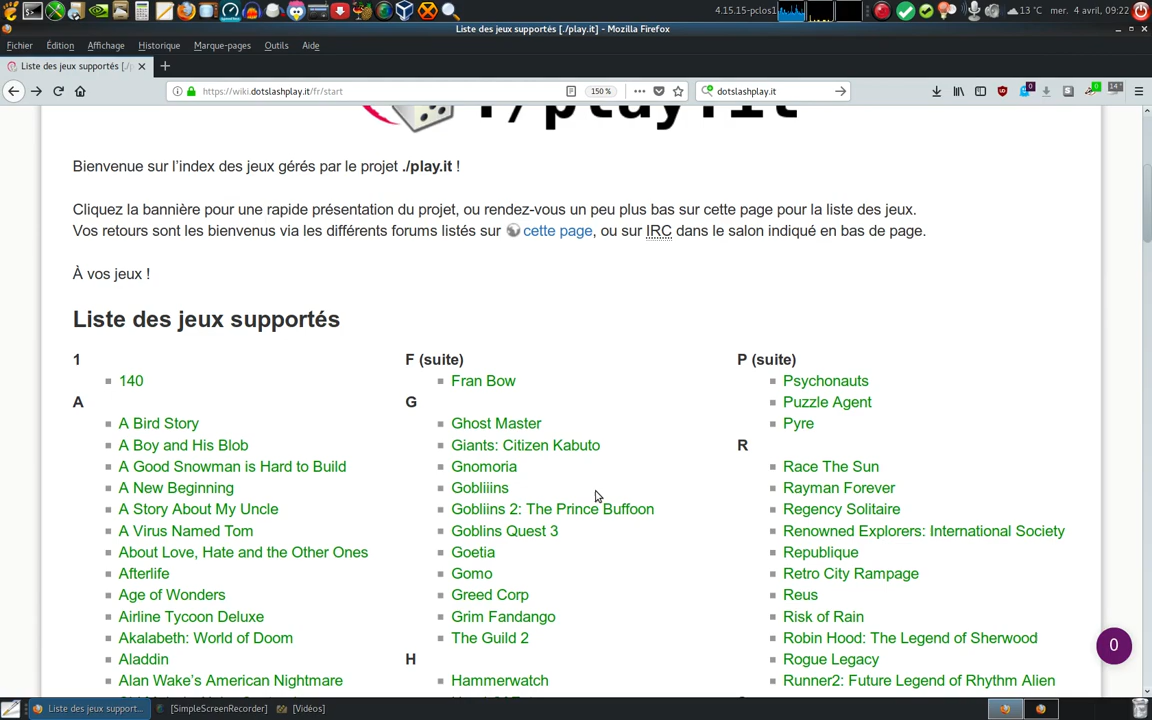 4.15.15-pclos1
13 °C mer. 4 avril, 09:22
Liste des jeux supportés [./play.it] - Mozilla Firefox
Fichier Édition Affichage Historique Marque-pages Outils Aide
Liste des jeux supportés [./
https://wiki.dotslashplay.it/fr/start
150 %
dotslashplay.it
0
14
./play.it
Bienvenue sur l’index des jeux gérés par le projet ./play.it !
Cliquez la bannière pour une rapide présentation du projet, ou rendez-vous un peu plus bas sur cette page pour la liste des jeux.
Vos retours sont les bienvenus via les différents forums listés sur cette page, ou sur IRC dans le salon indiqué en bas de page.
À vos jeux !
Liste des jeux supportés
1
140
A
A Bird Story
A Boy and His Blob
A Good Snowman is Hard to Build
A New Beginning
A Story About My Uncle
A Virus Named Tom
About Love, Hate and the Other Ones
Afterlife
Age of Wonders
Airline Tycoon Deluxe
Akalabeth: World of Doom
Aladdin
Alan Wake’s American Nightmare
F (suite)
Fran Bow
G
Ghost Master
Giants: Citizen Kabuto
Gnomoria
Gobliiins
Gobliins 2: The Prince Buffoon
Goblins Quest 3
Goetia
Gomo
Greed Corp
Grim Fandango
The Guild 2
H
Hammerwatch
P (suite)
Psychonauts
Puzzle Agent
Pyre
R
Race The Sun
Rayman Forever
Regency Solitaire
Renowned Explorers: International Society
Republique
Retro City Rampage
Reus
Risk of Rain
Robin Hood: The Legend of Sherwood
Rogue Legacy
Runner2: Future Legend of Rhythm Alien
0
Liste des jeux support... [SimpleScreenRecorder] [Vidéos]